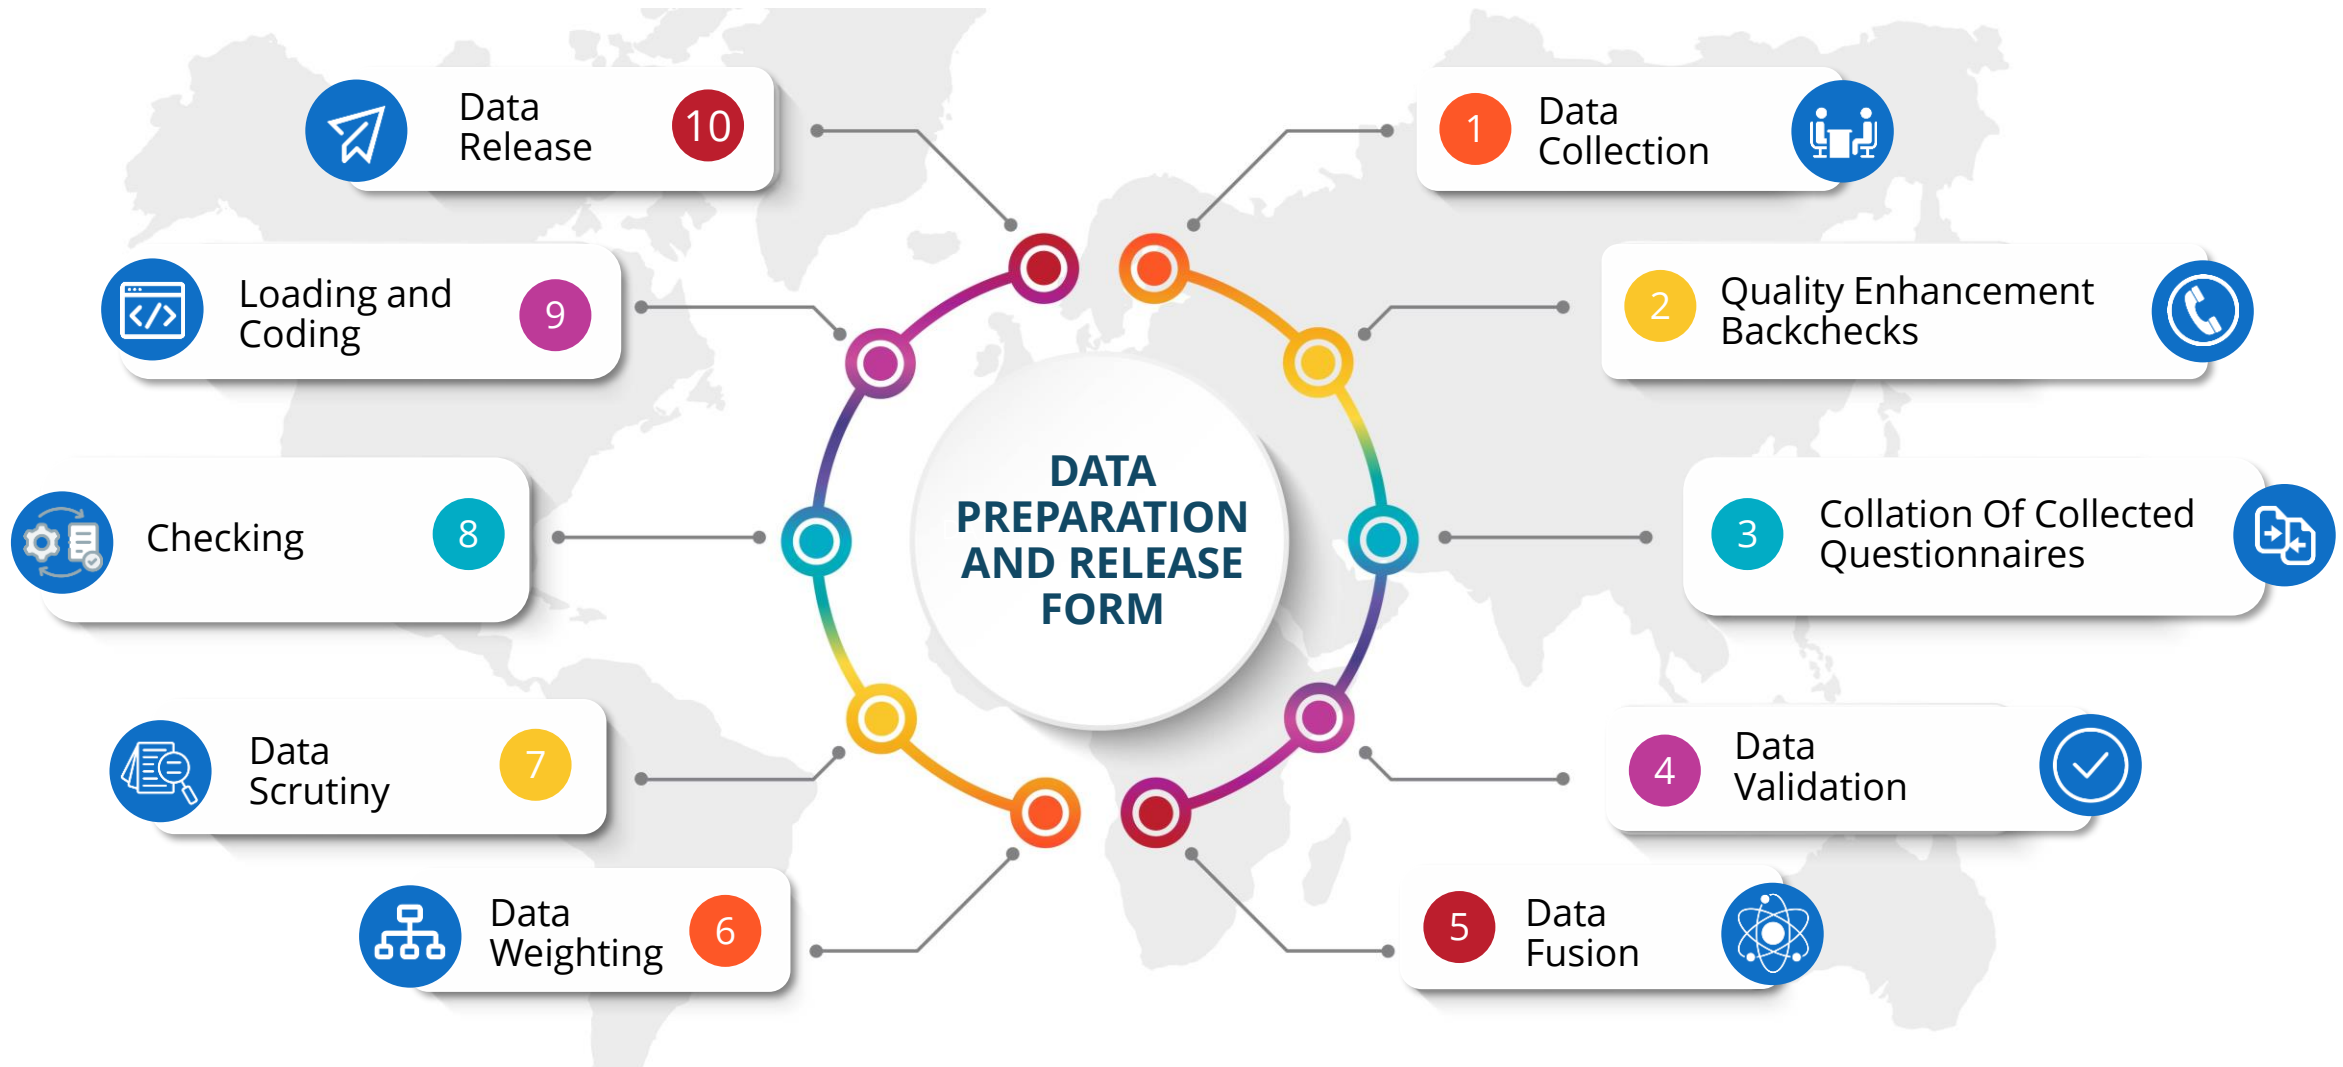 DATA
PREPARATION
AND RELEASE
FORM
1
Data
Collection
2
Quality Enhancement
Backchecks
3
Collation Of Collected
Questionnaires
4
Data
Validation
5
Data
Fusion
6
Data
Weighting
7
Data
Scrutiny
8
Checking
9
Loading and
Coding
10
Data
Release